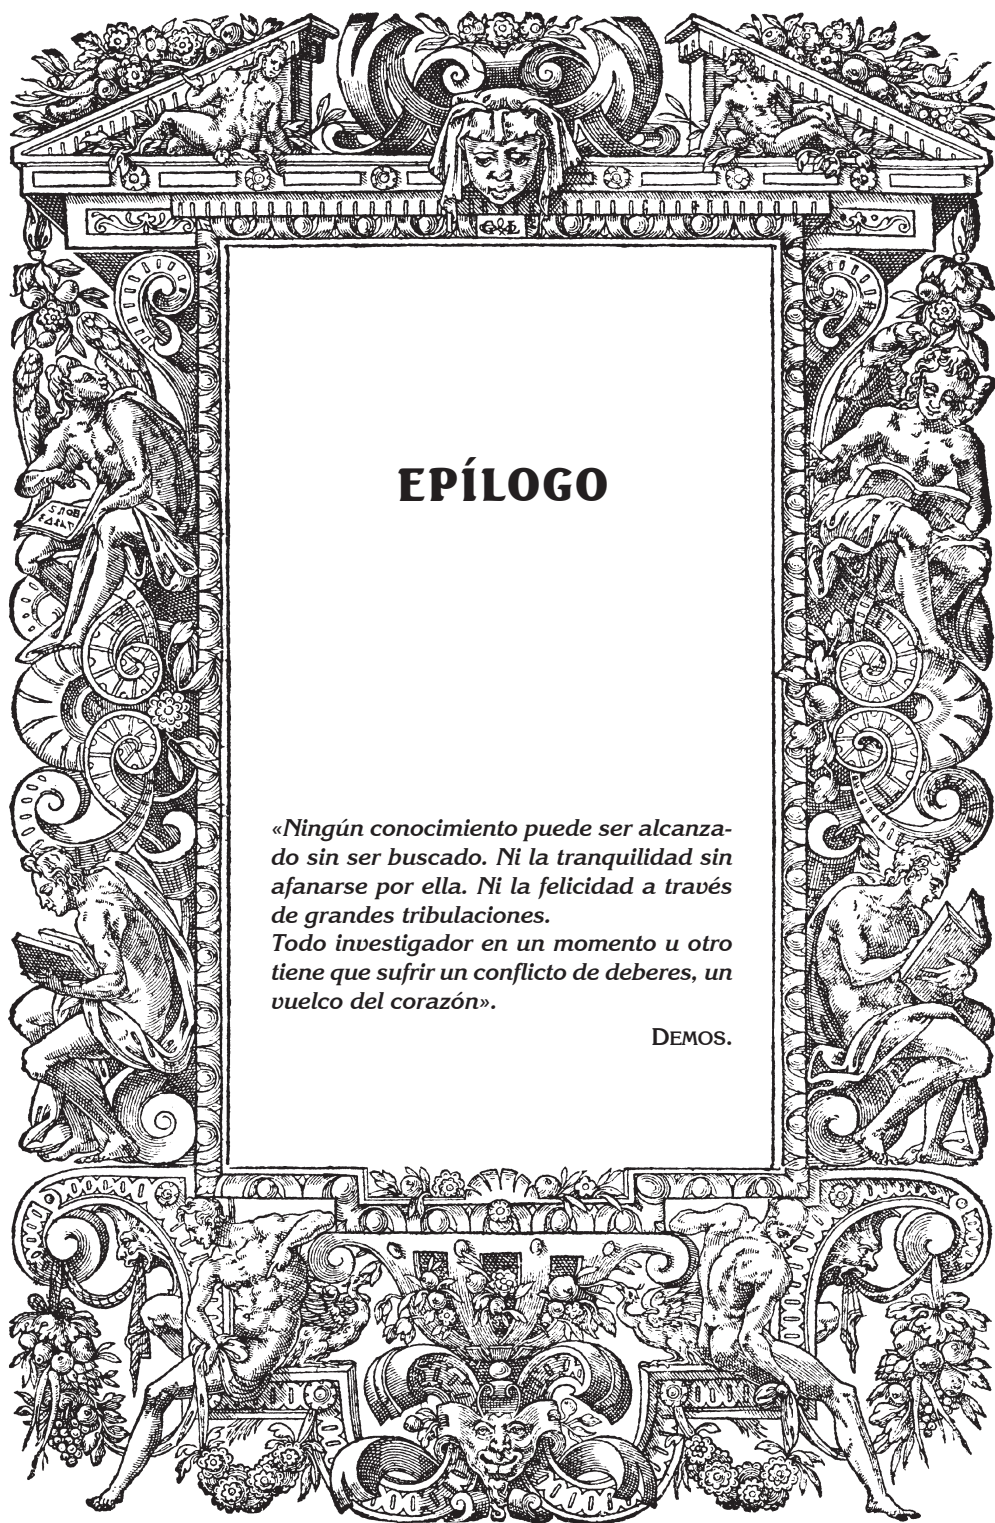 EPÍLOGO
«Ningún conocimiento puede ser alcanza-
do sin ser buscado. Ni la tranquilidad sin
afanarse por ella. Ni la felicidad a través
de grandes tribulaciones.
Todo investigador en un momento u otro
tiene que sufrir un conflicto de deberes, un
vuelco del corazón».
DEMOS.